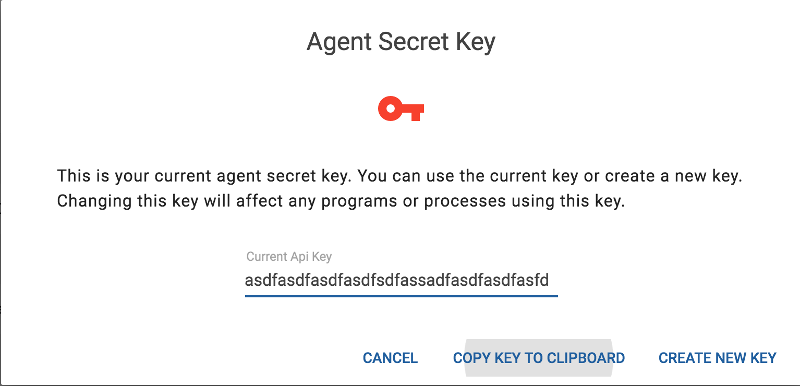 Agent Secret Key
This is your current agent secret key. You can use the current key or create a new key.
Changing this key will affect any programs or processes using this key.
Current Api Key
asdfasdfasdfasdfsdfassadfasdfasdfasfd
CANCEL COPY KEY TO CLIPBOARD CREATE NEW KEY